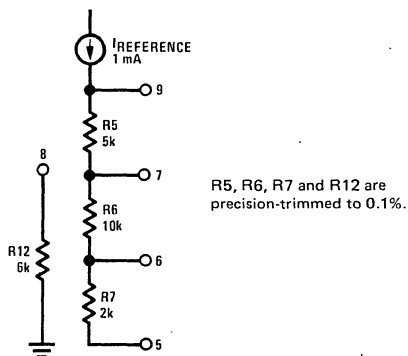 IREFERENCE
1 mA
9
R5
5k
8
7
R5, R6, R7 and R12 are
precision-trimmed to 0.1%.
R6
10k
R12
6k
6
R7
2k
5